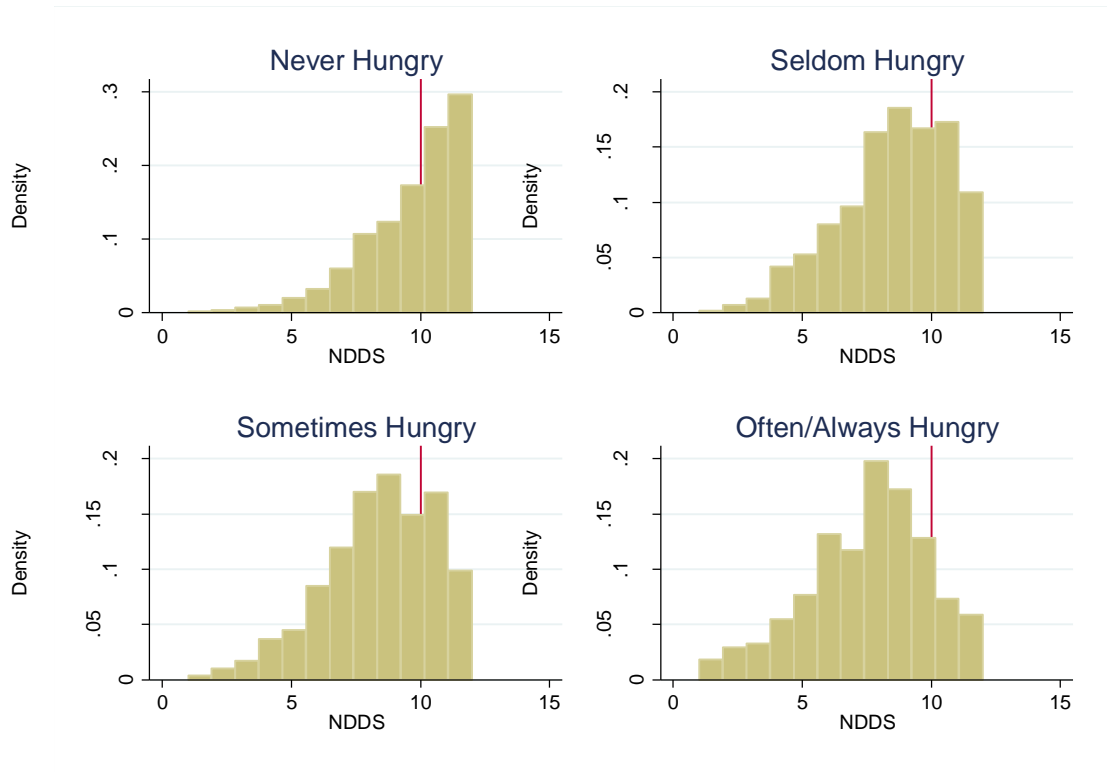 Never Hungry
Density
0
.1
.2
.3
0 5 10 15
NDDS
Seldom Hungry
Density
0
.05
.1
.15
.2
0 5 10 15
NDDS
Sometimes Hungry
Density
0
.05
.1
.15
.2
0 5 10 15
NDDS
Often/Always Hungry
Density
0
.05
.1
.15
.2
0 5 10 15
NDDS